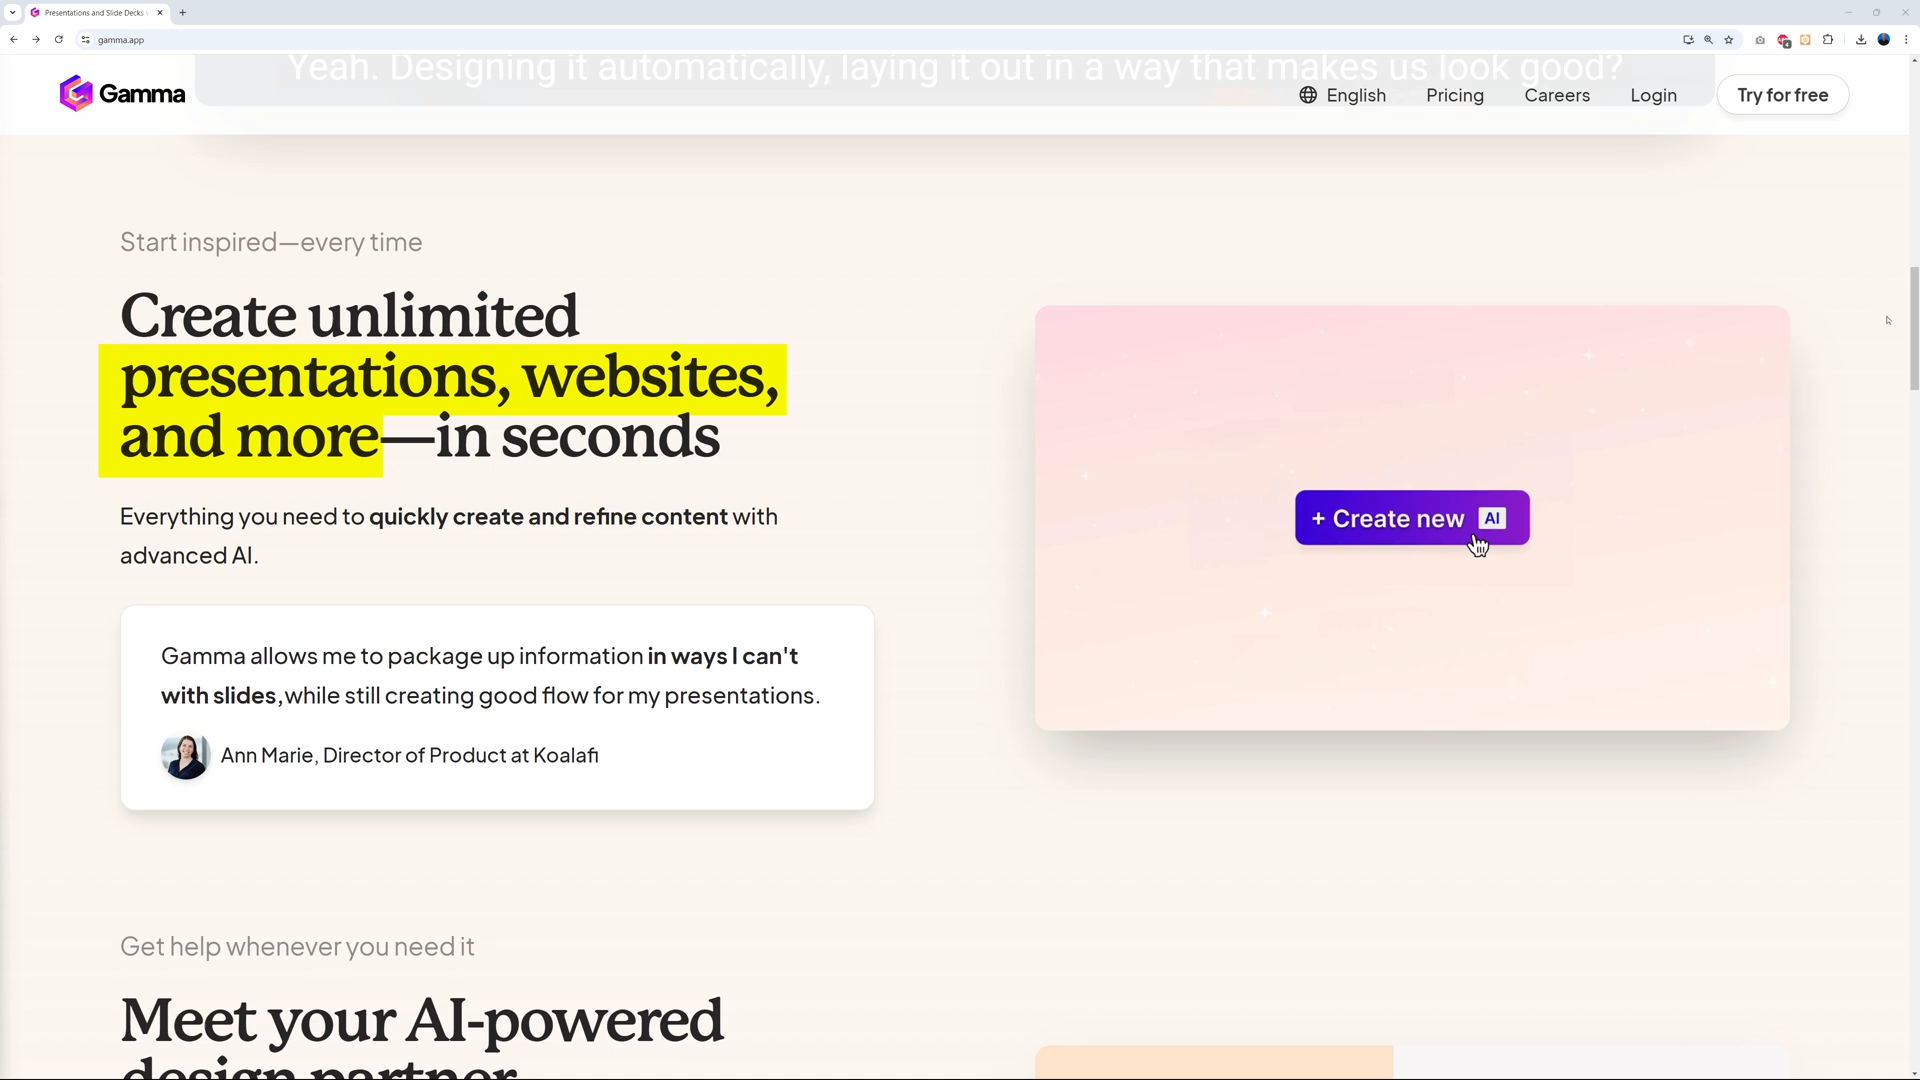 Presentations and Slide Decks
gamma.app
Yeah. Designing it automatically, laying it out in a way that makes us look good?
Gamma
English
Pricing
Careers
Login
Try for free
Start inspired—every time
Create unlimited
presentations, websites,
and more—in seconds
Everything you need to quickly create and refine content with
advanced AI.
+ Create new AI
Gamma allows me to package up information in ways I can't
with slides, while still creating good flow for my presentations.
Ann Marie, Director of Product at Koalafi
Get help whenever you need it
Meet your AI-powered
design partner